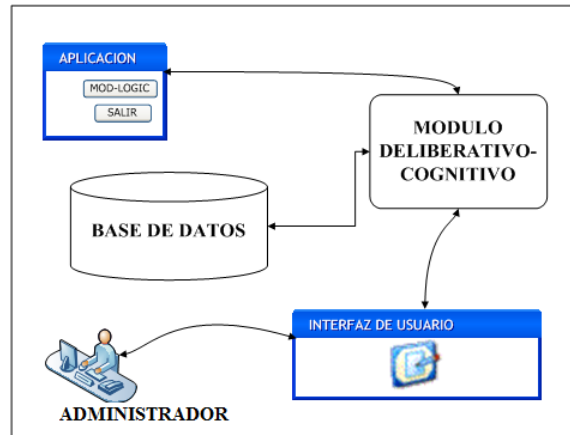 APLICACION
MOD-LOGIC
SALIR
MODULO
DELIBERATIVO-
COGNITIVO
BASE DE DATOS
INTERFAZ DE USUARIO
ADMINISTRADOR